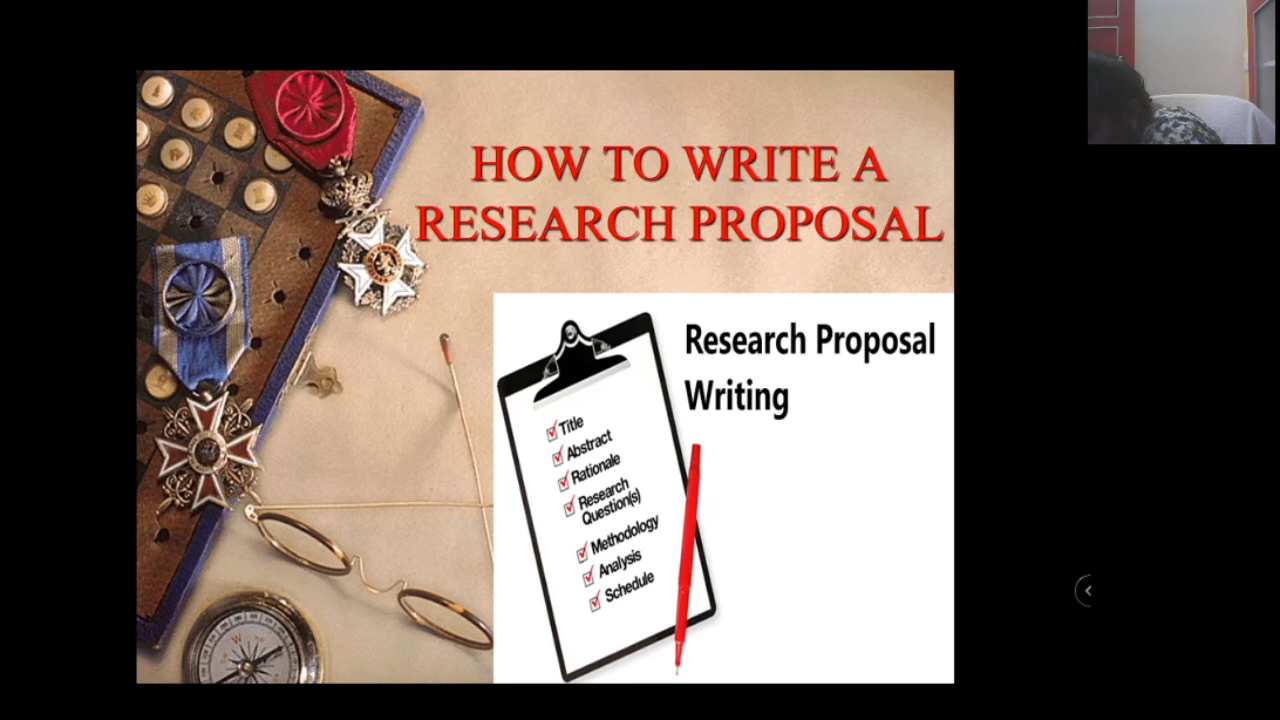 HOW TO WRITE A
RESEARCH PROPOSAL
Research Proposal
Writing
Title
Abstract
Rationale
Research
Question(s)
Methodology
Analysis
Schedule
W